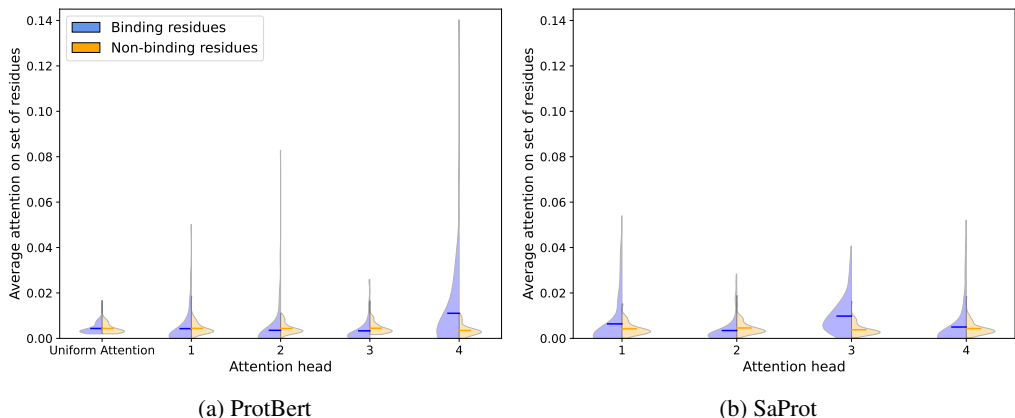 Binding residues
Non-binding residues
Average attention on set of residues
0.14
0.12
0.10
0.08
0.06
0.04
0.02
0.00
Uniform Attention 1 2 3 4
Attention head
(a) ProtBert
Average attention on set of residues
0.14
0.12
0.10
0.08
0.06
0.04
0.02
0.00
1 2 3 4
Attention head
(b) SaProt